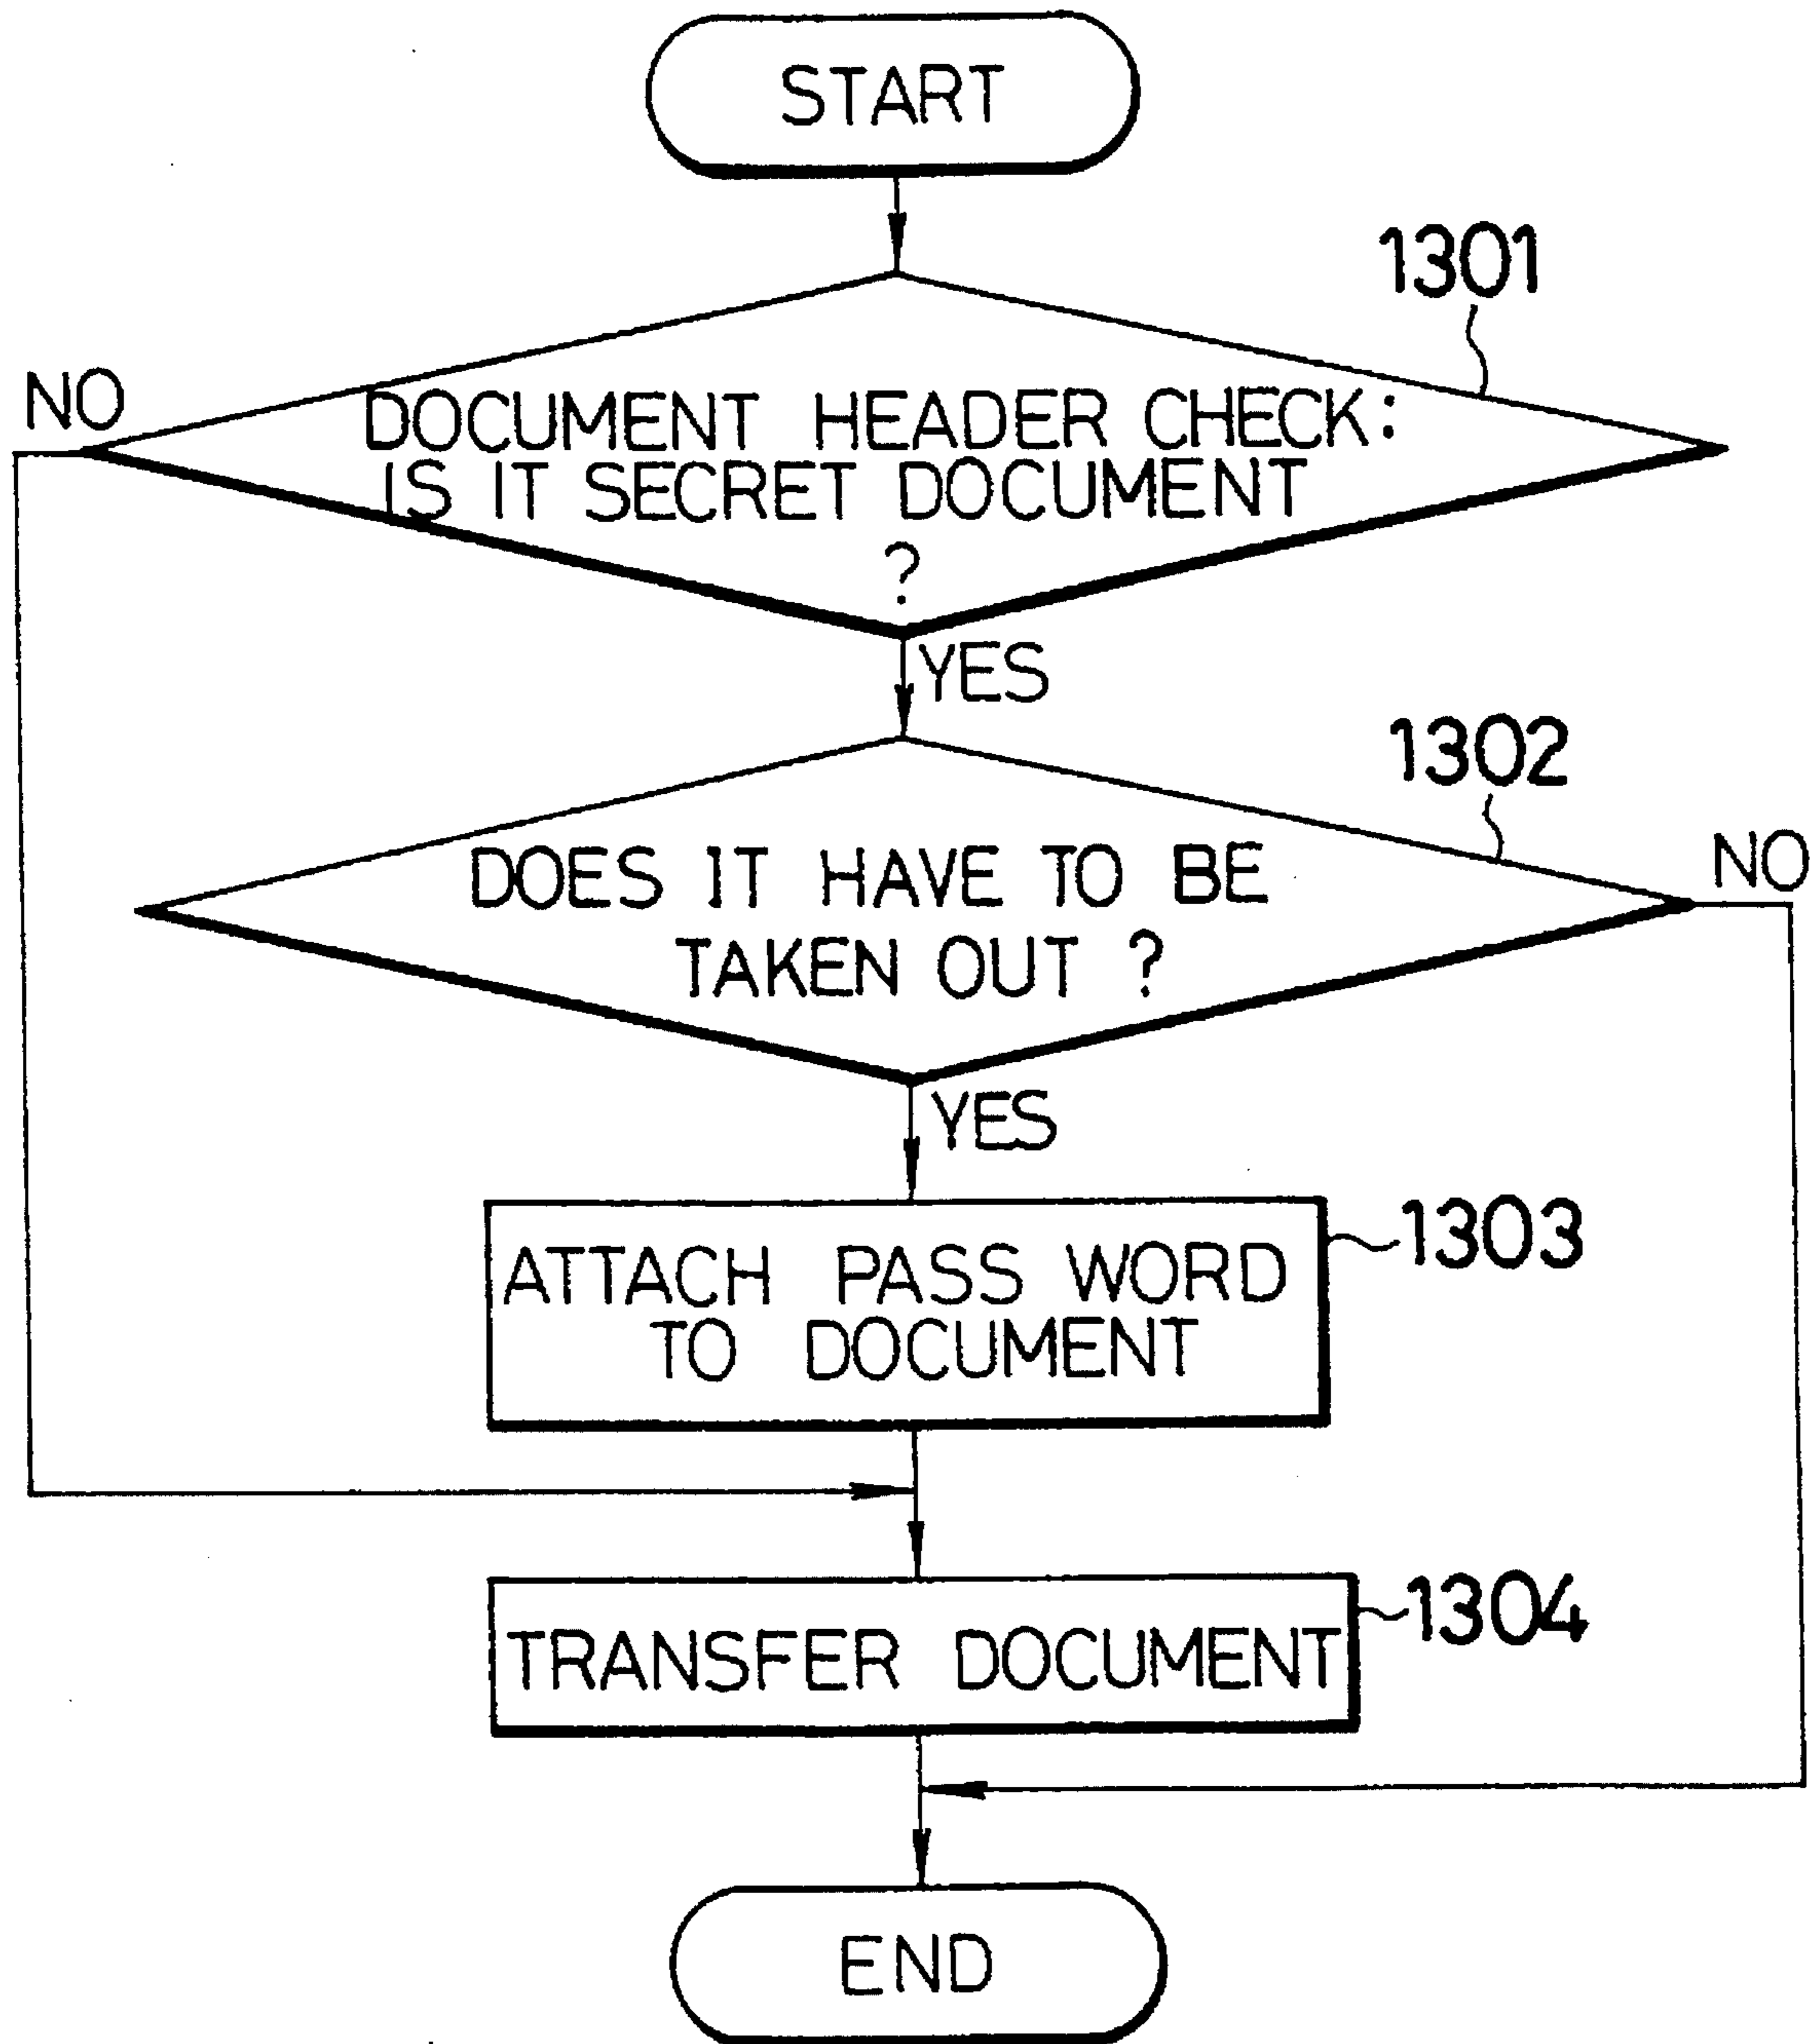 START
1301
NO
DOCUMENT HEADER CHECK:
IS IT SECRET DOCUMENT
?
YES
1302
NO
DOES IT HAVE TO BE
TAKEN OUT ?
YES
1303
ATTACH PASS WORD
TO DOCUMENT
1304
TRANSFER DOCUMENT
END